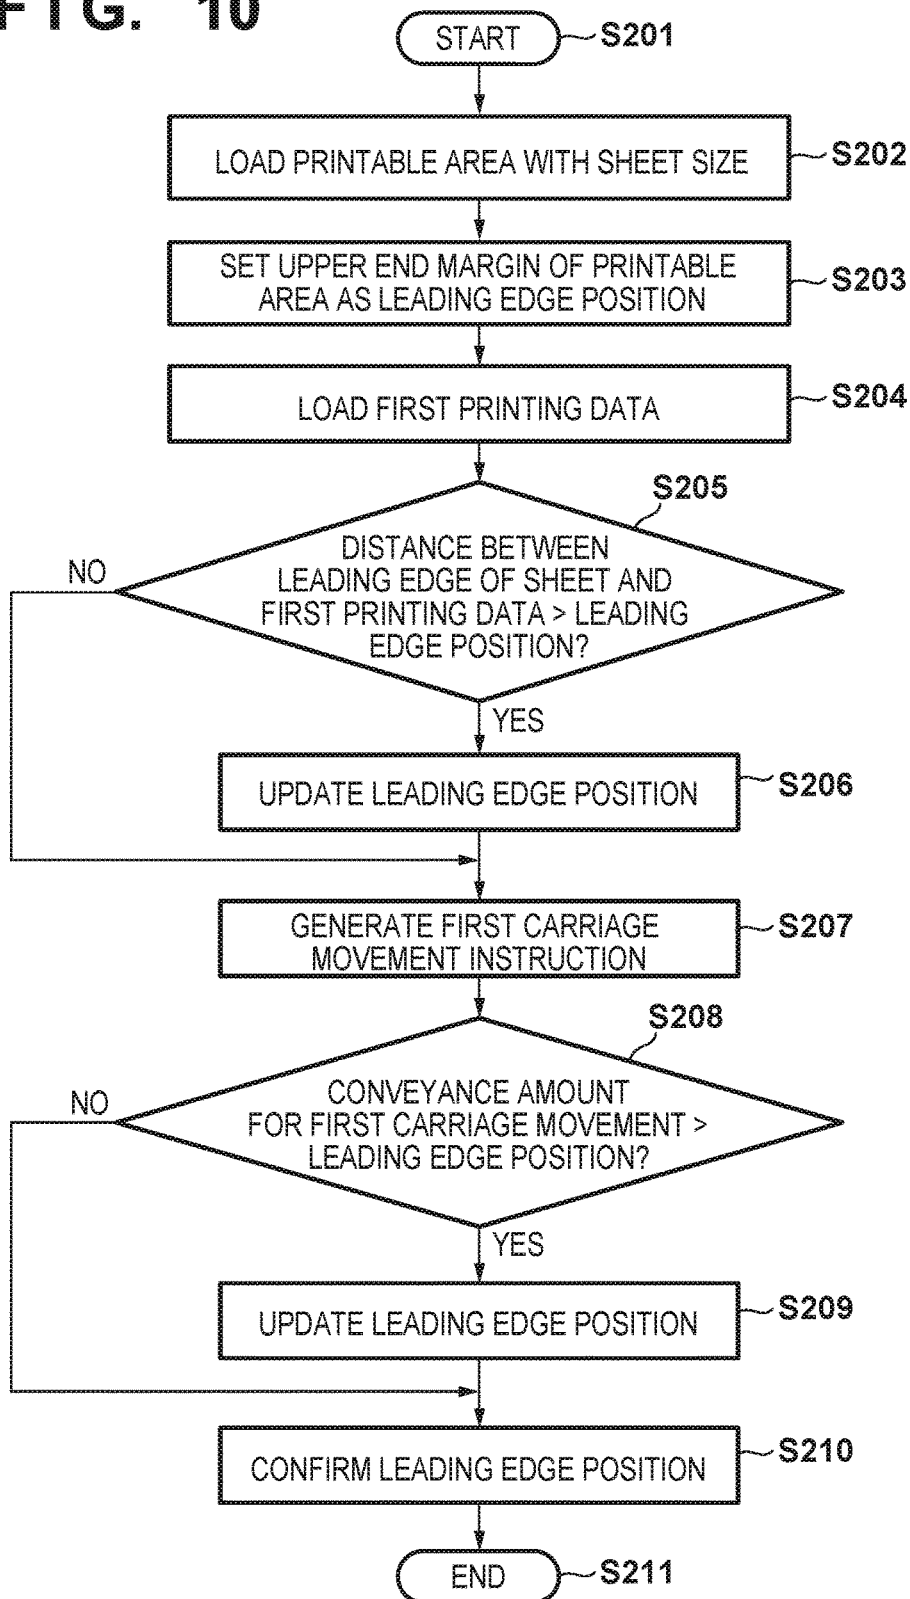 FIG. 10
START
S201
LOAD PRINTABLE AREA WITH SHEET SIZE
S202
SET UPPER END MARGIN OF PRINTABLE
AREA AS LEADING EDGE POSITION
S203
LOAD FIRST PRINTING DATA
S204
S205
DISTANCE BETWEEN
LEADING EDGE OF SHEET AND
FIRST PRINTING DATA > LEADING
EDGE POSITION?
NO
YES
UPDATE LEADING EDGE POSITION
S206
GENERATE FIRST CARRIAGE
MOVEMENT INSTRUCTION
S207
S208
CONVEYANCE AMOUNT
FOR FIRST CARRIAGE MOVEMENT >
LEADING EDGE POSITION?
NO
YES
UPDATE LEADING EDGE POSITION
S209
CONFIRM LEADING EDGE POSITION
S210
END
S211